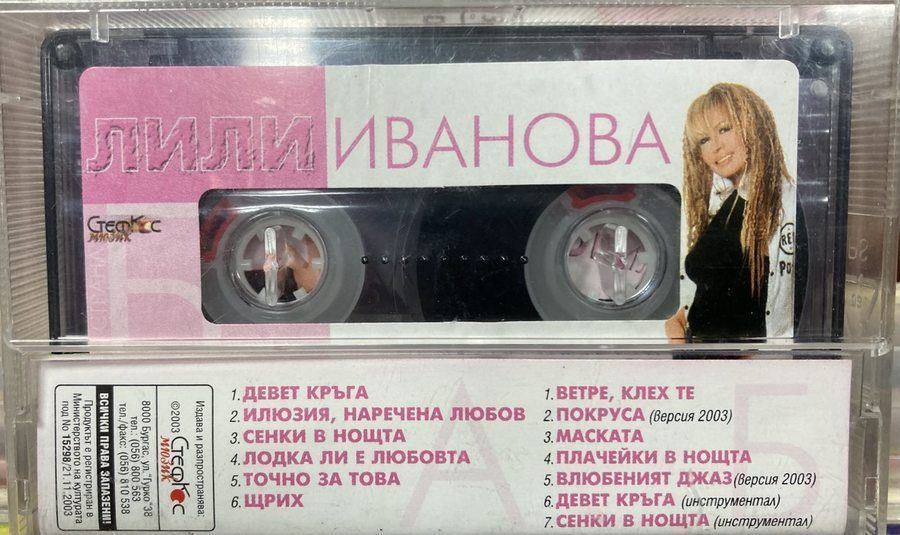 ЛИЛИ ИВАНОВА
СтефКос
МЮЗИК
Б
1. ДЕВЕТ КРЪГА
2. ИЛЮЗИЯ, НАРЕЧЕНА ЛЮБОВ
3. СЕНКИ В НОЩТА
4. ЛОДКА ЛИ Е ЛЮБОВТА
5. ТОЧНО ЗА ТОВА
6. ЩРИХ
А
1. ВЕТРЕ, КЛЕХ ТЕ
2. ПОКРУСА (версия 2003)
3. МАСКАТА
4. ПЛАЧЕЙКИ В НОЩТА
5. ВЛЮБЕНИЯТ ДЖАЗ (версия 2003)
6. ДЕВЕТ КРЪГА (инструментал)
7. СЕНКИ В НОЩТА (инструментал)
Б
Издава и разпространява:
©2003 СтефКос
МЮЗИК
8000 Бургас, ул."Гурко"38
тел. (056) 800 563
тел./факс: (056) 810 538
ВСИЧКИ ПРАВА ЗАПАЗЕНИ!
Продуктът е регистриран в
Министерството на културата
под № 15298/21.11.2003